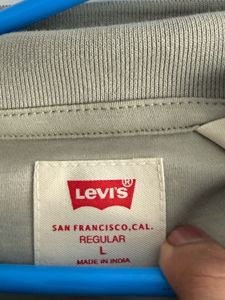 LEVI'S®
SAN FRANCISCO, CAL.
REGULAR
L
MADE IN INDIA